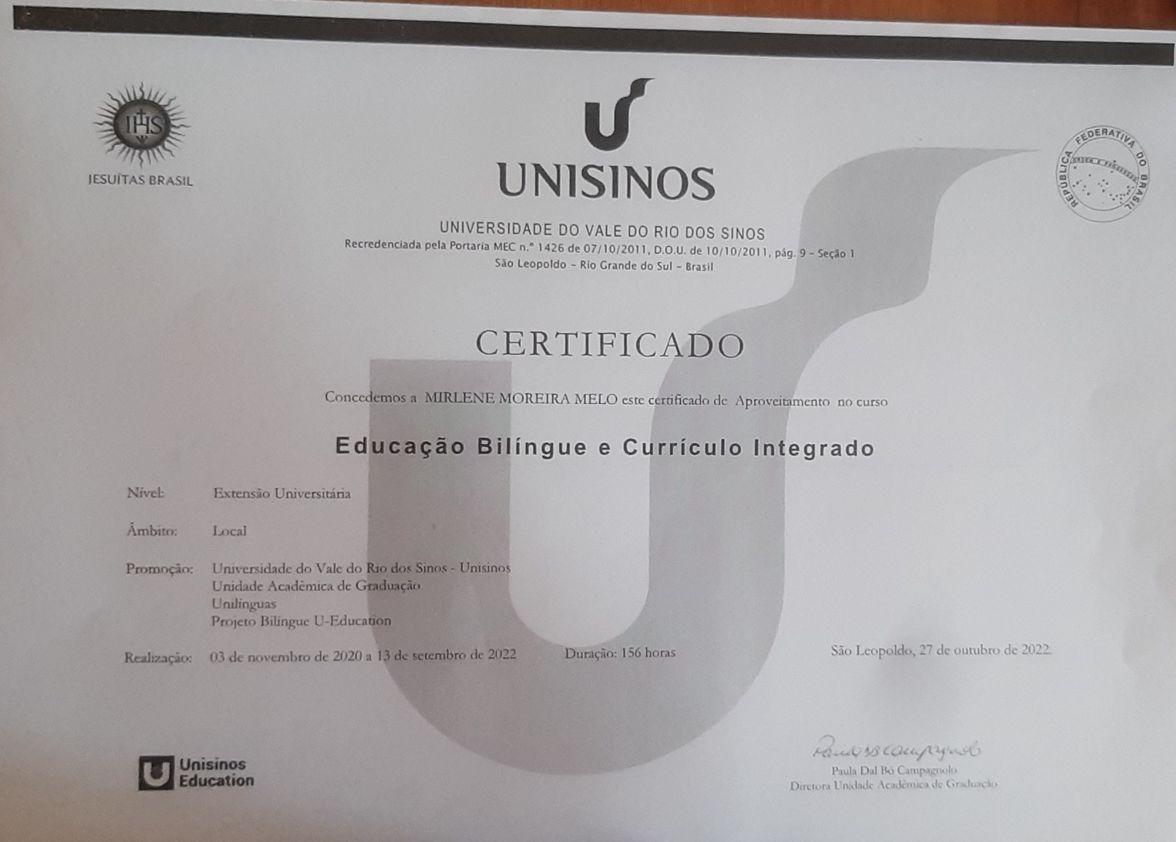 IHS
JESUÍTAS BRASIL
UNISINOS
REPÚBLICA FEDERATIVA DO BRASIL
UNIVERSIDADE DO VALE DO RIO DOS SINOS
Recredenciada pela Portaria MEC n.° 1426 de 07/10/2011, D.O.U. de 10/10/2011, pág. 9 – Seção 1
São Leopoldo – Rio Grande do Sul – Brasil
CERTIFICADO
Concedemos a MIRLENE MOREIRA MELO este certificado de Aproveitamento no curso
Educação Bilíngue e Currículo Integrado
Nível: Extensão Universitária
Âmbito: Local
Promoção: Universidade do Vale do Rio dos Sinos - Unisinos
Unidade Acadêmica de Graduação
Unilínguas
Projeto Bilíngue U-Education
Realização: 03 de novembro de 2020 a 13 de setembro de 2022 Duração: 156 horas São Leopoldo, 27 de outubro de 2022.
Unisinos
Education
Paula Dal Bó Campagnolo
Diretora Unidade Acadêmica de Graduação